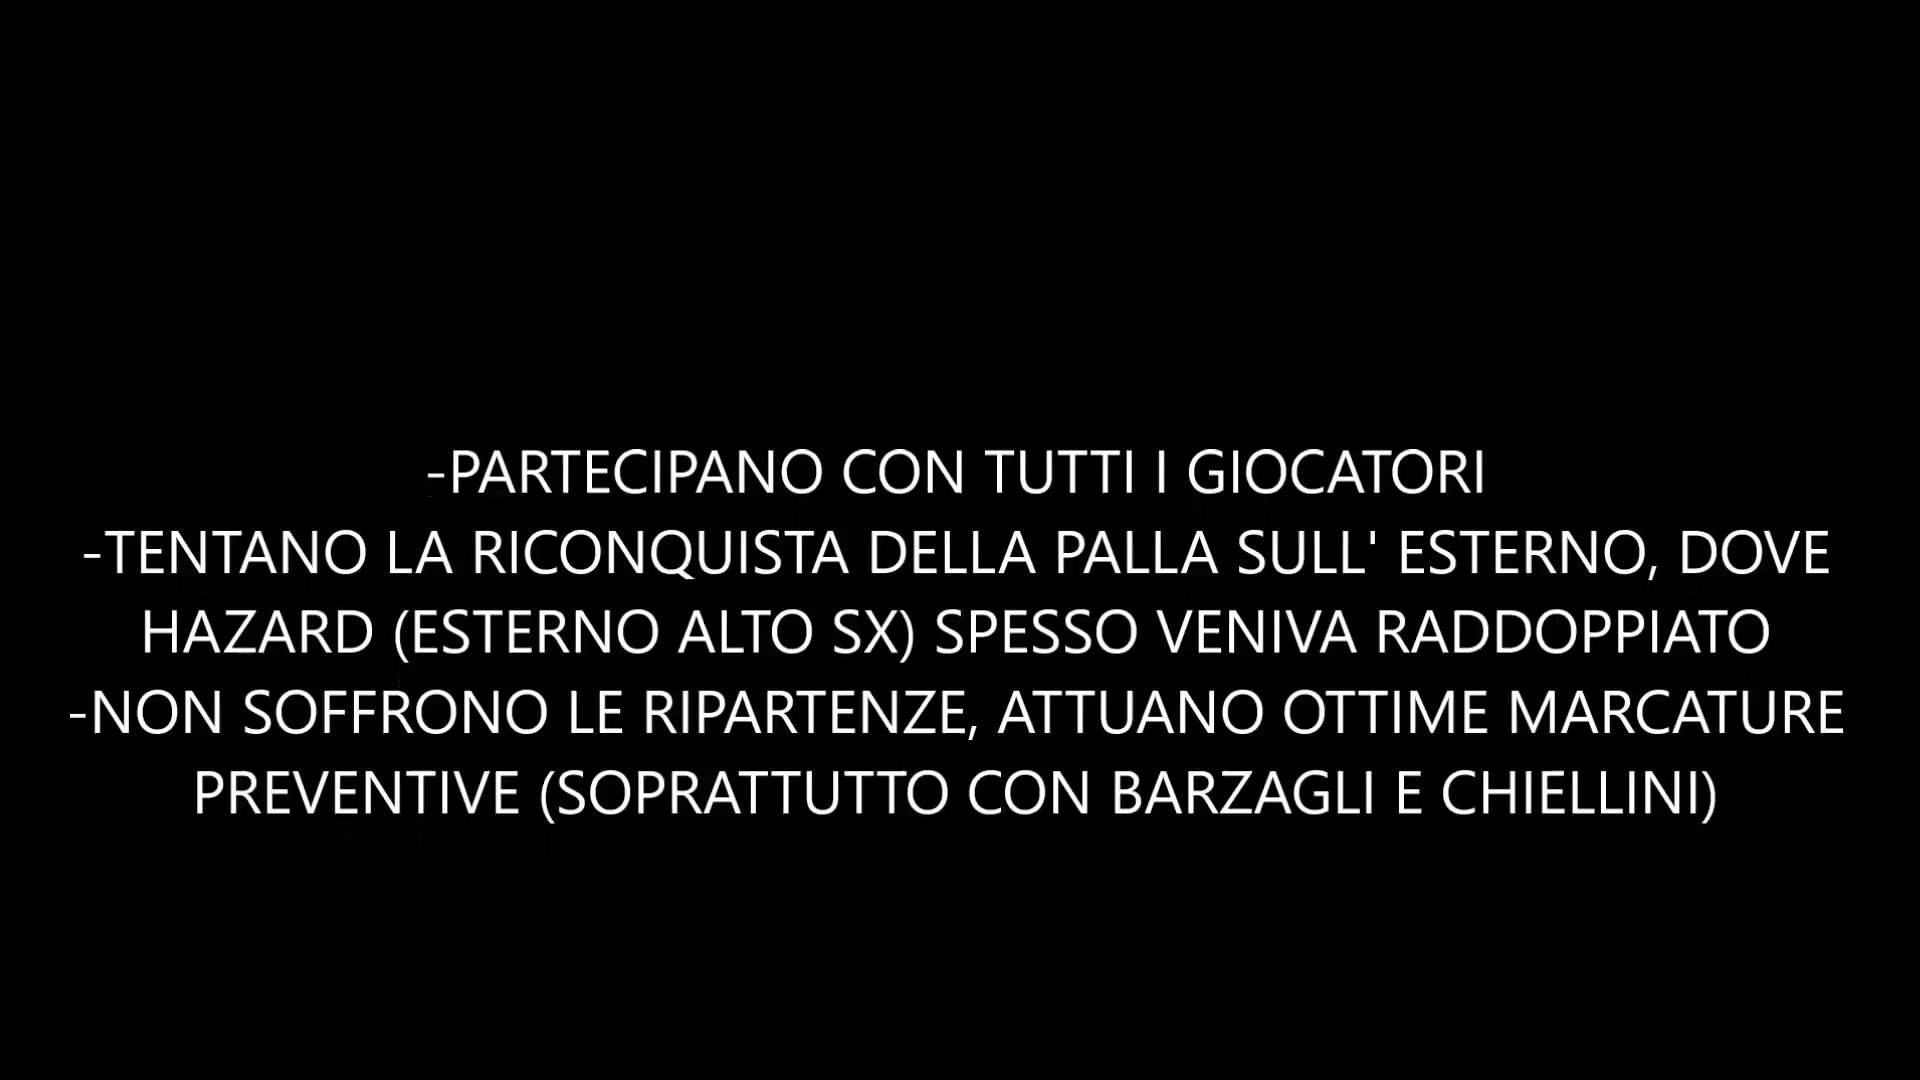 -PARTECIPANO CON TUTTI I GIOCATORI
-TENTANO LA RICONQUISTA DELLA PALLA SULL' ESTERNO, DOVE
HAZARD (ESTERNO ALTO SX) SPESSO VENIVA RADDOPPIATO
-NON SOFFRONO LE RIPARTENZE, ATTUANO OTTIME MARCATURE
PREVENTIVE (SOPRATTUTTO CON BARZAGLI E CHIELLINI)